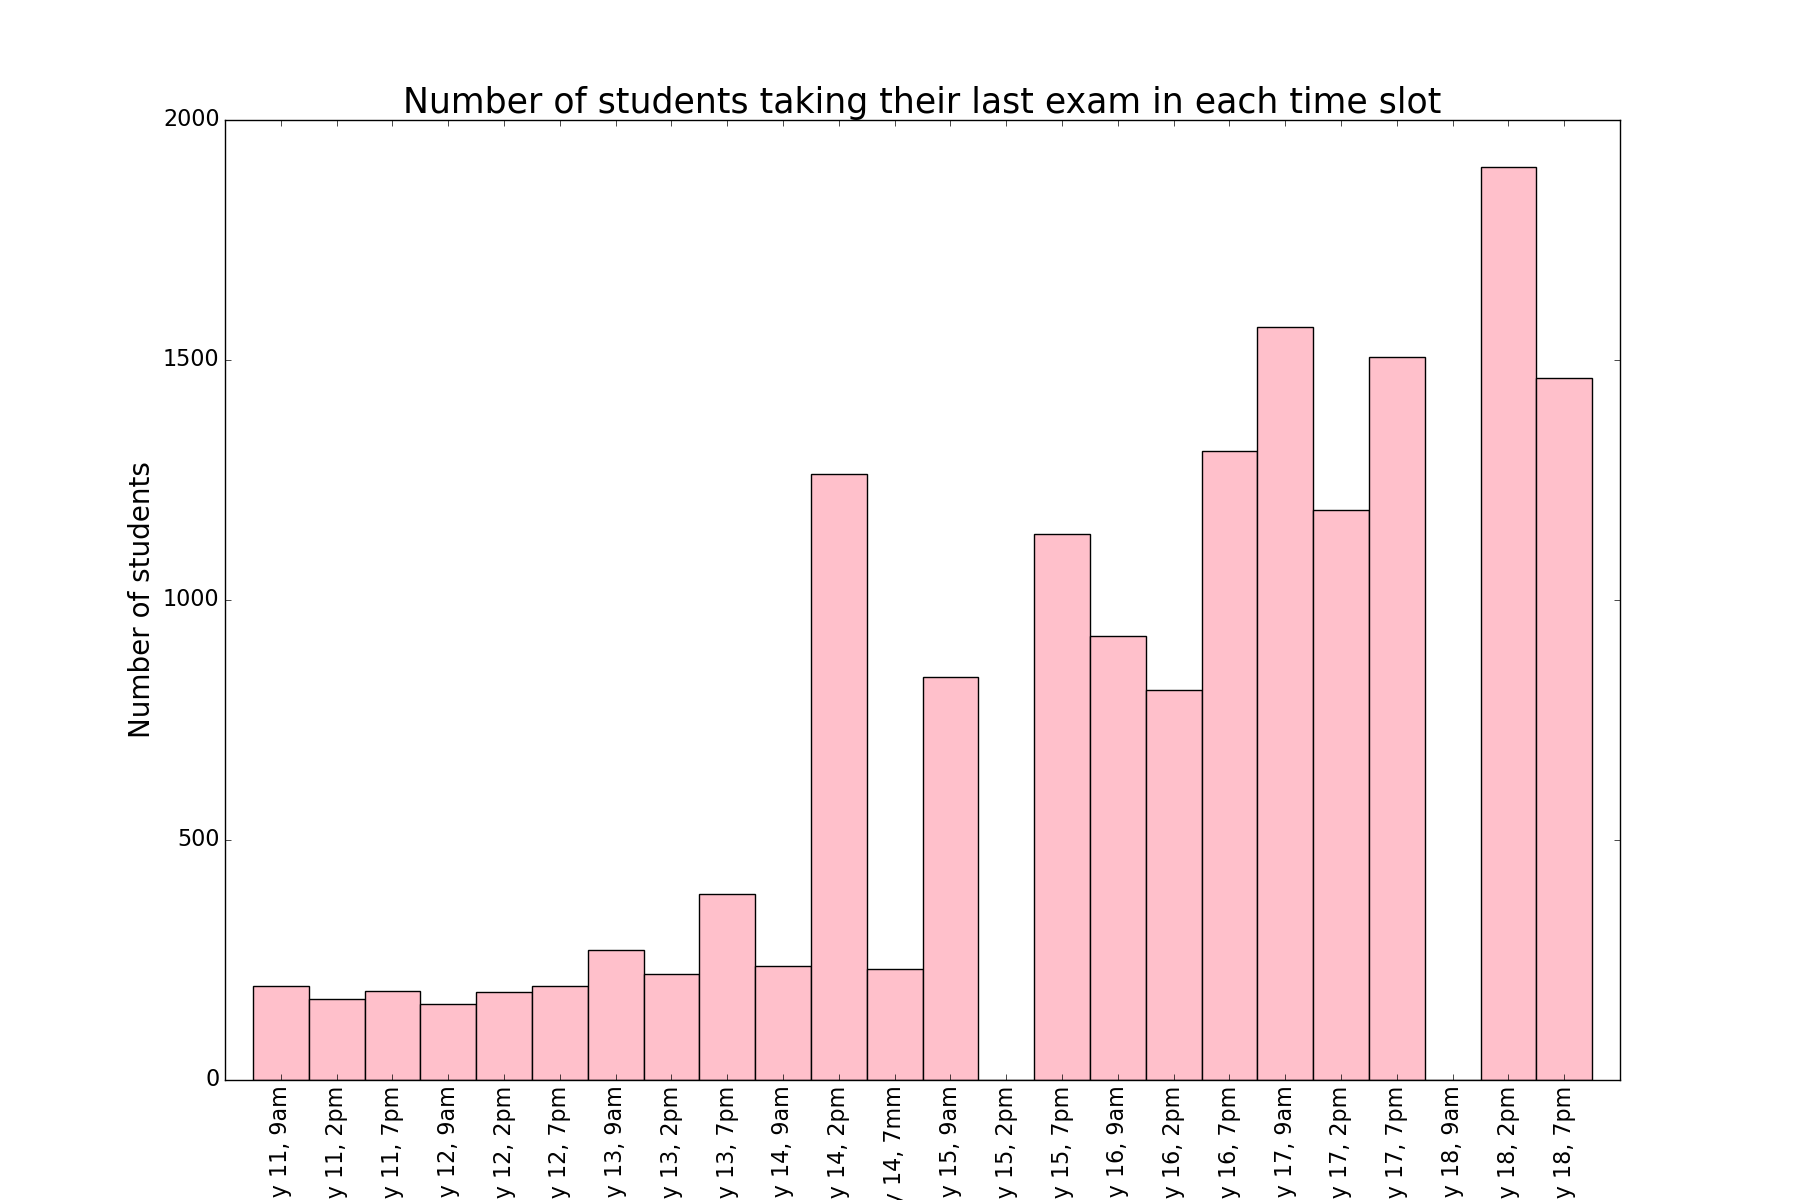 Number of students taking their last exam in each time slot
Number of students
2000
1500
1000
500
0
y 11, 9am
y 11, 2pm
y 11, 7pm
y 12, 9am
y 12, 2pm
y 12, 7pm
y 13, 9am
y 13, 2pm
y 13, 7pm
y 14, 9am
y 14, 2pm
y 14, 7mm
y 15, 9am
y 15, 2pm
y 15, 7pm
y 16, 9am
y 16, 2pm
y 16, 7pm
y 17, 9am
y 17, 2pm
y 17, 7pm
y 18, 9am
y 18, 2pm
y 18, 7pm